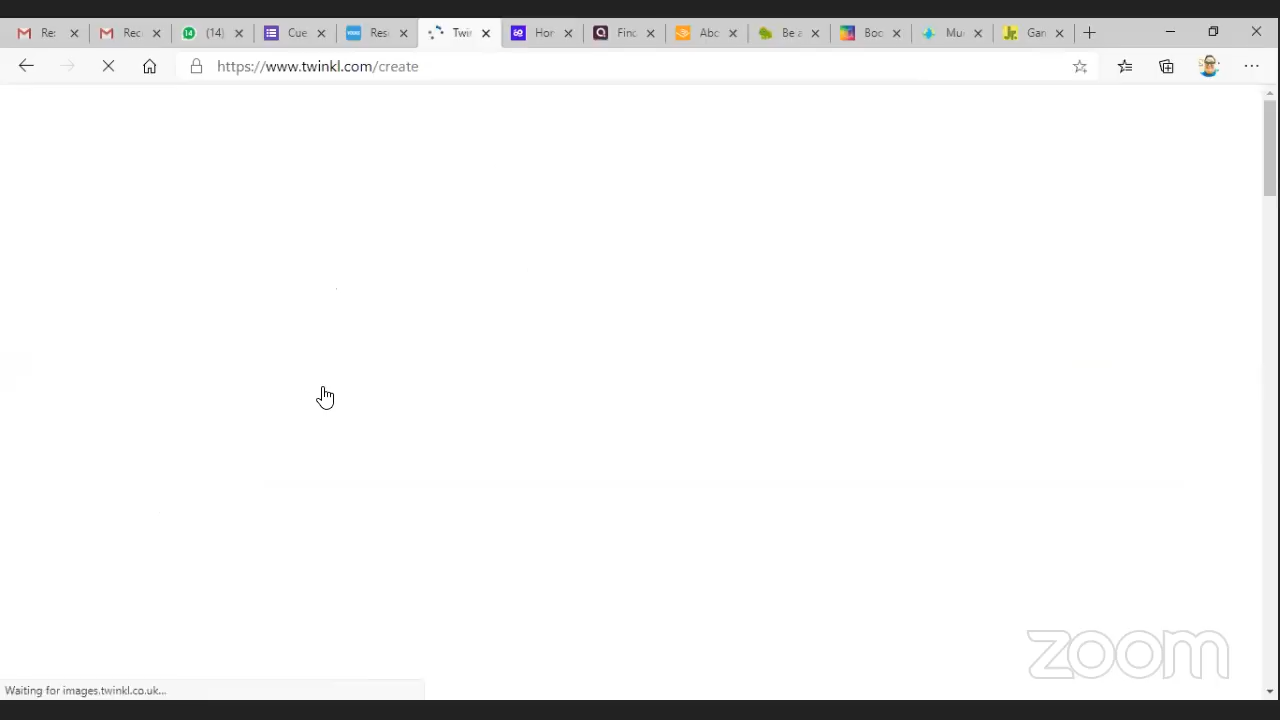 Re: Rec (14) Cue Res Twin Hor Finc Abc Be a Boc Mu Gan
https://www.twinkl.com/create
zoom
Waiting for images.twinkl.co.uk...